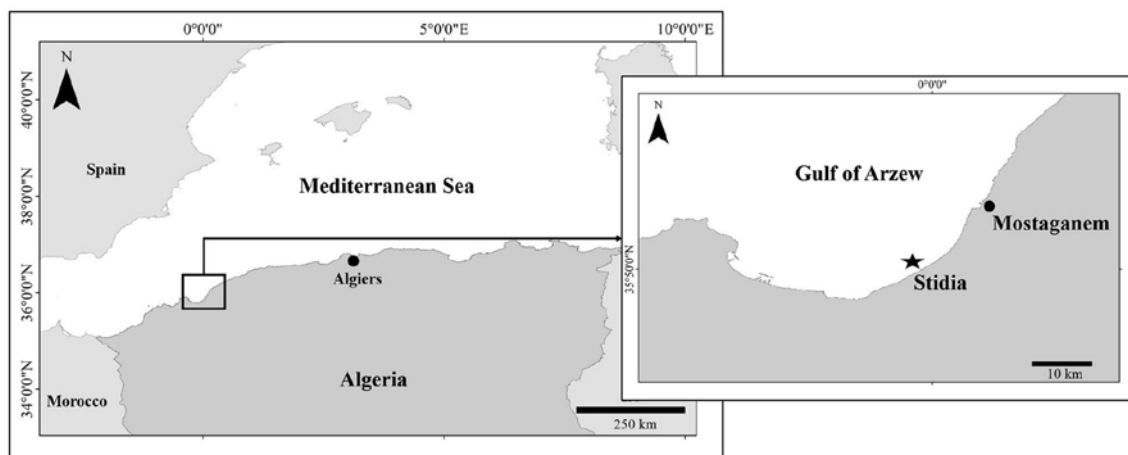 0°0'0"
5°0'0"
10°0'0"E
N
40°0'0"N
38°0'0"N
36°0'0"N
34°0'0"N
Spain
Mediterranean Sea
Algiers
Algeria
Morocco
250 km
0°0'0"
N
Gulf of Arzew
Mostaganem
35°50'0"N
Stidia
10 km